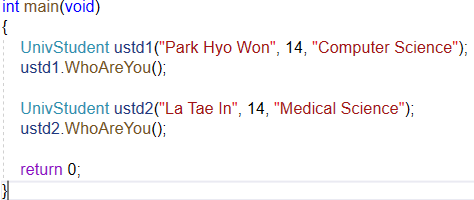 int main(void)
{
UnivStudent ustd1("Park Hyo Won", 14, "Computer Science");
ustd1.WhoAreYou();
UnivStudent ustd2("La Tae In", 14, "Medical Science");
ustd2.WhoAreYou();
return 0;
}